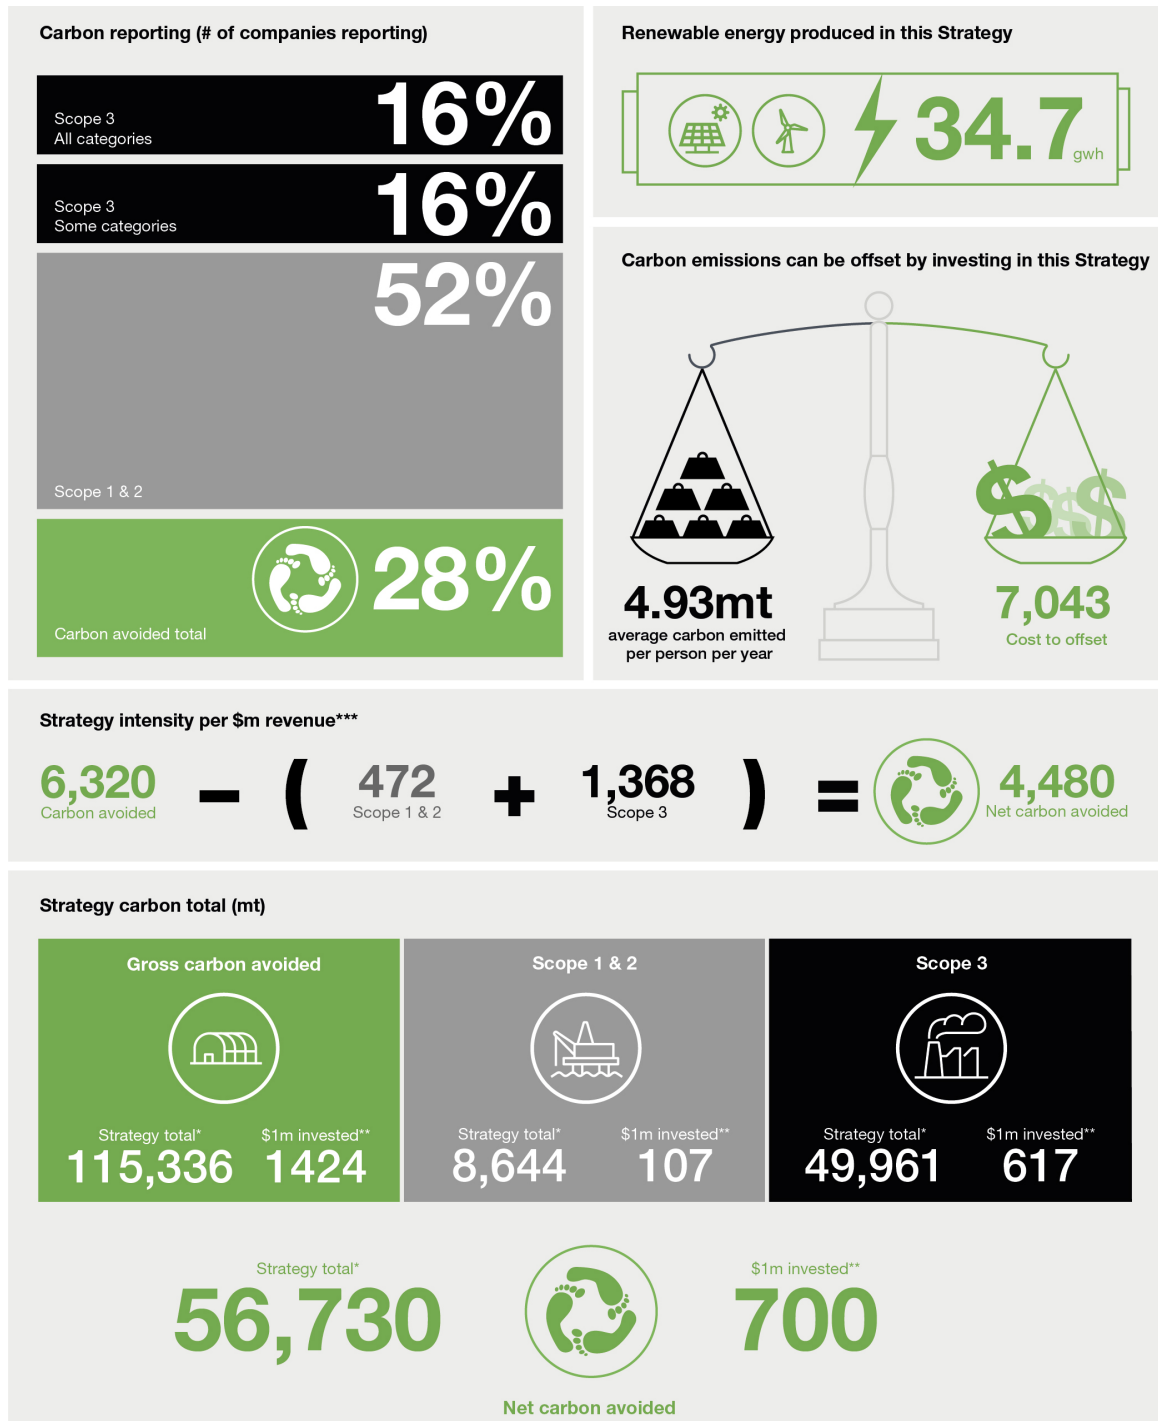 Carbon reporting (# of companies reporting)
Scope 3
All categories
16%
Scope 3
Some categories
16%
52%
Scope 1 & 2
28%
Carbon avoided total
Renewable energy produced in this Strategy
34.7
gwh
Carbon emissions can be offset by investing in this Strategy
$ $ $ $ $
4.93mt
average carbon emitted
per person per year
7,043
Cost to offset
Strategy intensity per $m revenue***
6,320 – ( 472 + 1,368 ) = 4,480
Carbon avoided Scope 1 & 2 Scope 3 Net carbon avoided
Strategy carbon total (mt)
Gross carbon avoided
Strategy total* $1m invested**
115,336 1424
Scope 1 & 2
Strategy total* $1m invested**
8,644 107
Scope 3
Strategy total* $1m invested**
49,961 617
Strategy total* $1m invested**
56,730 700
Net carbon avoided